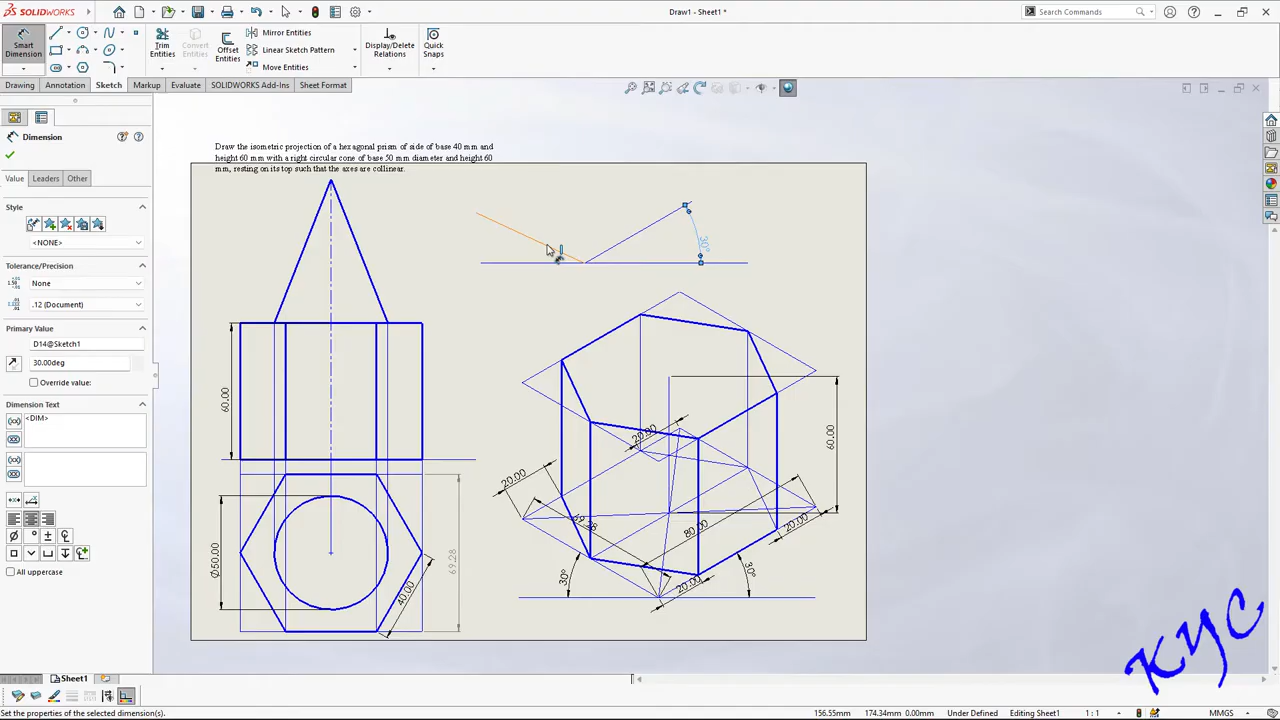 SOLIDWORKS
Draw1 - Sheet1 *
Search Commands
Smart Dimension
Trim Entities
Convert Entities
Offset Entities
Mirror Entities
Linear Sketch Pattern
Move Entities
Display/Delete Relations
Quick Snaps
Drawing
Annotation
Sketch
Markup
Evaluate
SOLIDWORKS Add-Ins
Sheet Format
Dimension
Value
Leaders
Other
Style
<NONE>
Tolerance/Precision
None
.12 (Document)
Primary Value
D14@Sketch1
30.00deg
Override value:
Dimension Text
<DIM>
All uppercase
Draw the isometric projection of a hexagonal prism of side of base 40 mm and
height 60 mm with a right circular cone of base 50 mm diameter and height 60
mm, resting on its top such that the axes are collinear.
30°
60.00
Ø50.00
40.00
69.28
20.00
20.00
69.28
80.00
60.00
20.00
20.00
30°
30°
KYC
Sheet1
Set the properties of the selected dimension(s).
156.55mm
174.34mm
0.00mm
Under Defined
Editing Sheet1
1 : 1
MMGS